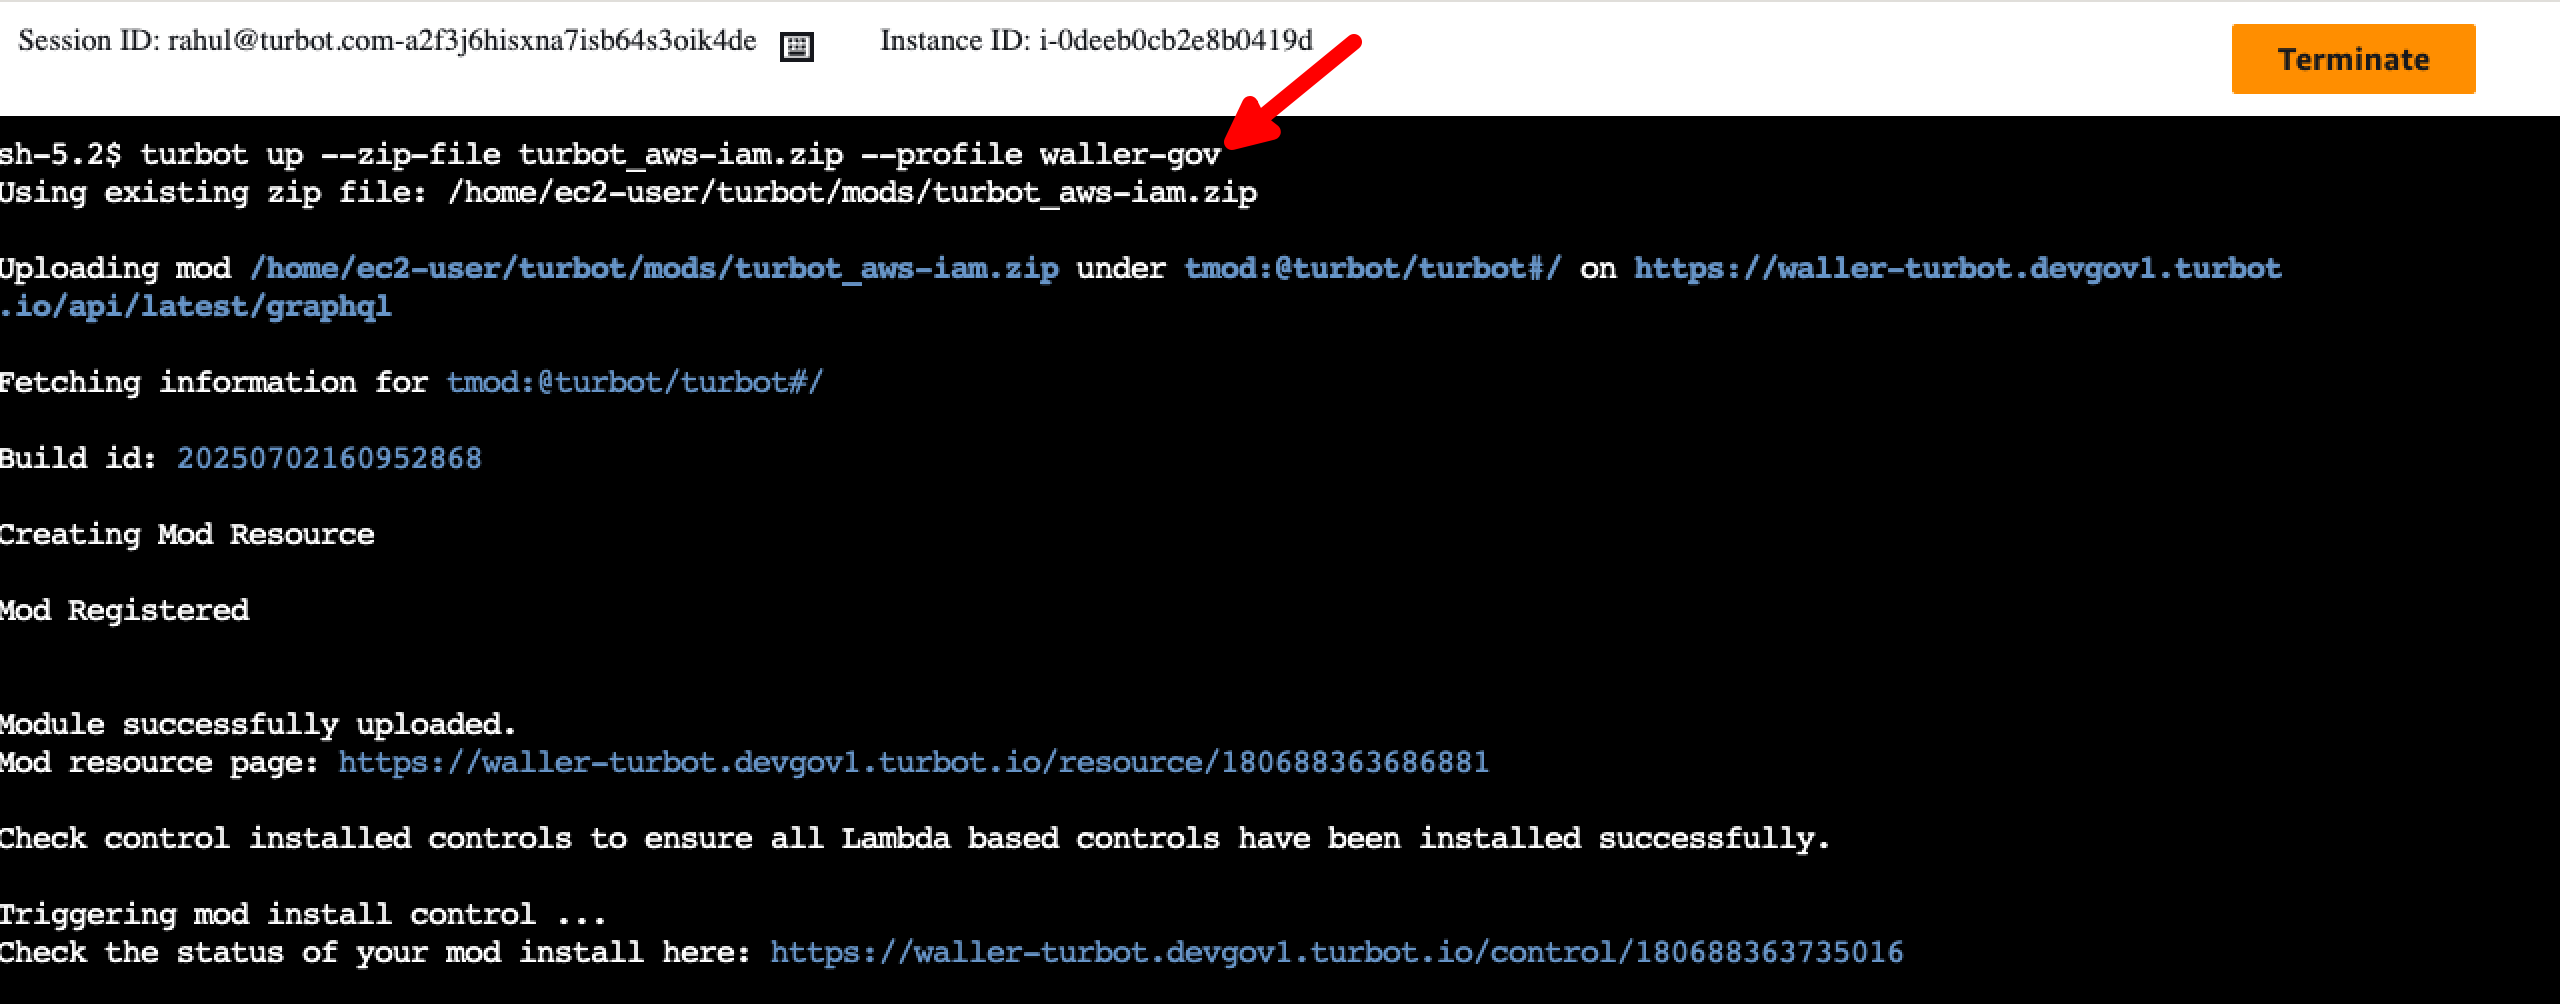 Session ID: rahul@turbot.com-a2f3j6hisxna7isb64s3oik4de Instance ID: i-0deeb0cb2e8b0419d Terminate
sh-5.2$ turbot up --zip-file turbot_aws-iam.zip --profile waller-gov
Using existing zip file: /home/ec2-user/turbot/mods/turbot_aws-iam.zip
Uploading mod /home/ec2-user/turbot/mods/turbot_aws-iam.zip under tmod:@turbot/turbot#/ on https://waller-turbot.devgov1.turbot
.io/api/latest/graphql
Fetching information for tmod:@turbot/turbot#/
Build id: 20250702160952868
Creating Mod Resource
Mod Registered
Module successfully uploaded.
Mod resource page: https://waller-turbot.devgov1.turbot.io/resource/180688363686881
Check control installed controls to ensure all Lambda based controls have been installed successfully.
Triggering mod install control ...
Check the status of your mod install here: https://waller-turbot.devgov1.turbot.io/control/180688363735016